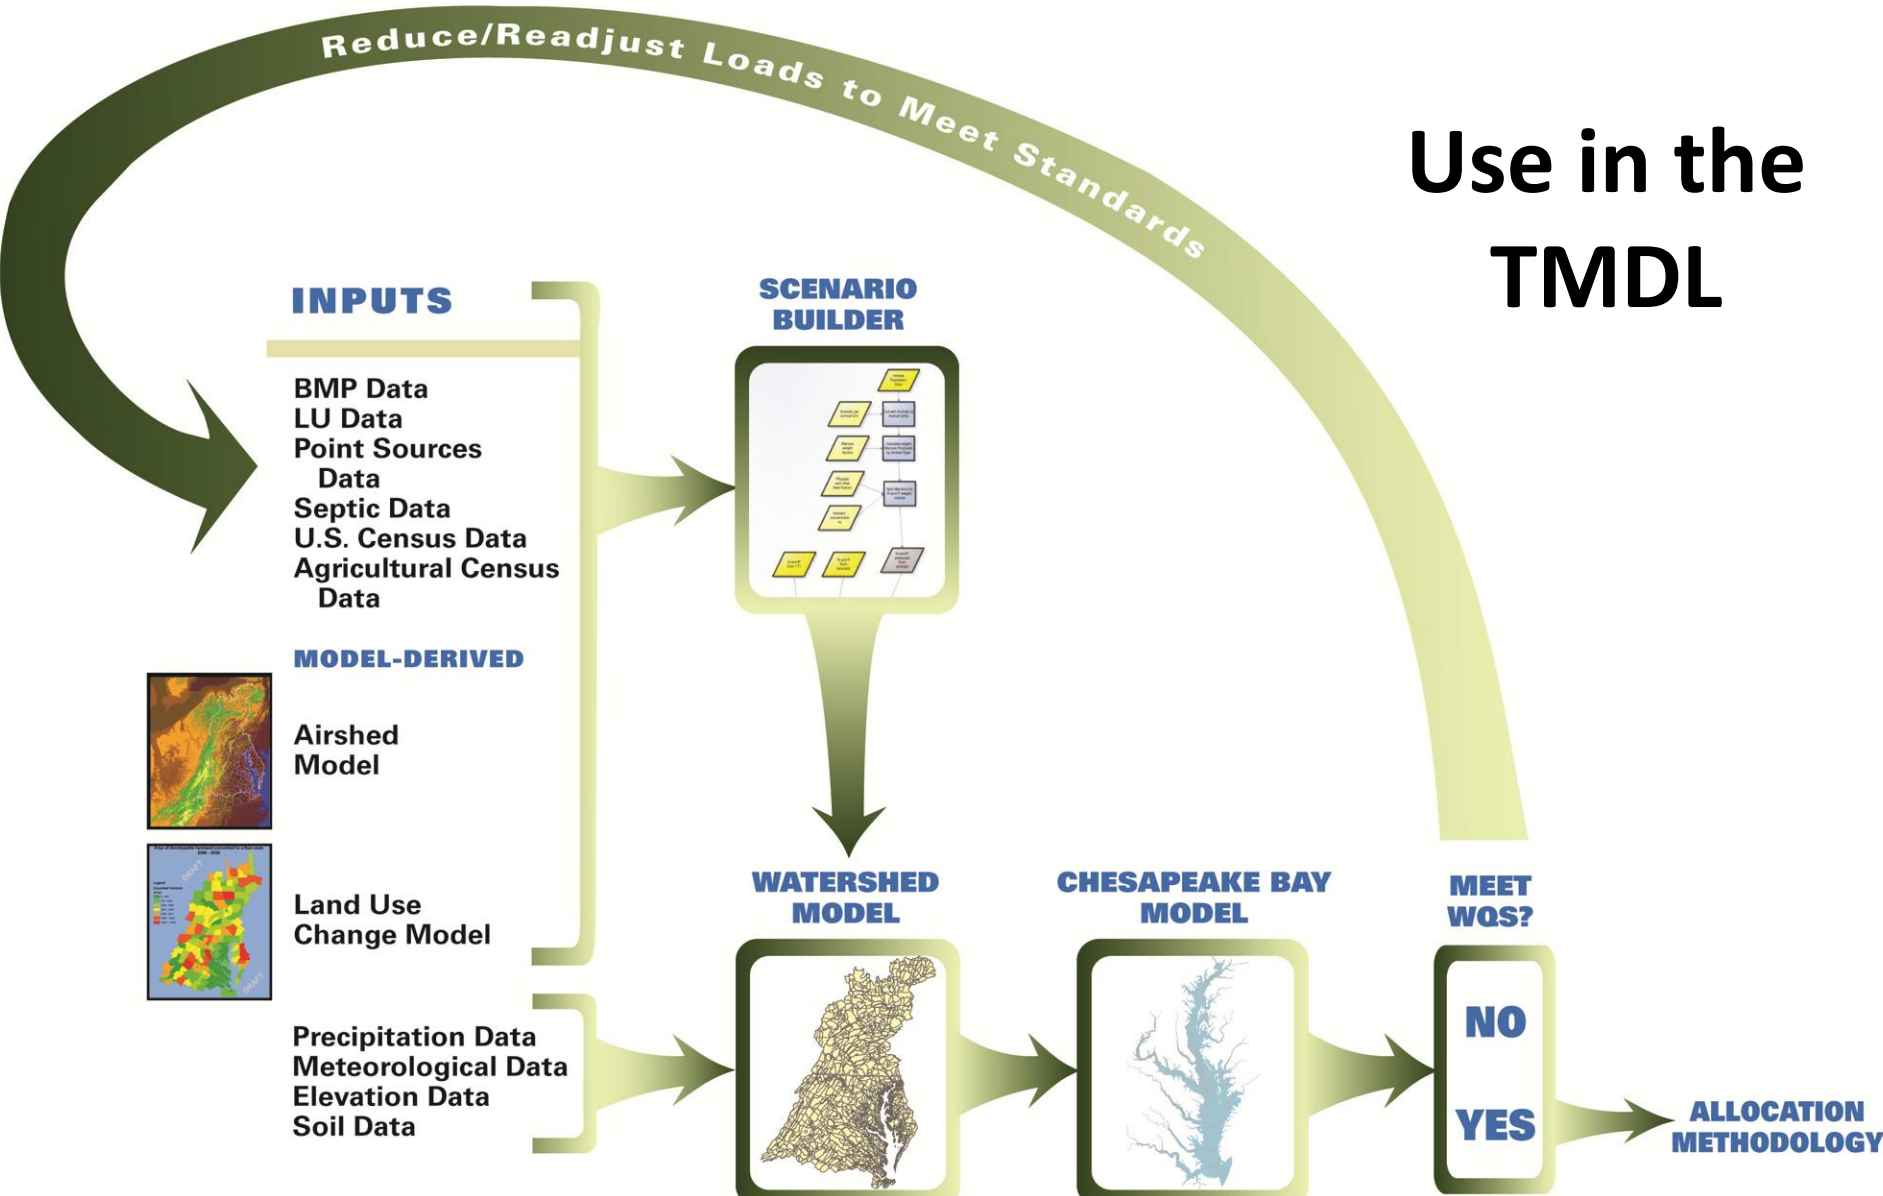 Reduce/Readjust Loads to Meet Standards
Use in the
TMDL
INPUTS
BMP Data
LU Data
Point Sources
Data
Septic Data
U.S. Census Data
Agricultural Census
Data
MODEL-DERIVED
Airshed
Model
Land Use
Change Model
Precipitation Data
Meteorological Data
Elevation Data
Soil Data
SCENARIO
BUILDER
WATERSHED
MODEL
CHESAPEAKE BAY
MODEL
MEET
WQS?
NO
YES
ALLOCATION
METHODOLOGY
DRAFT
DRAFT